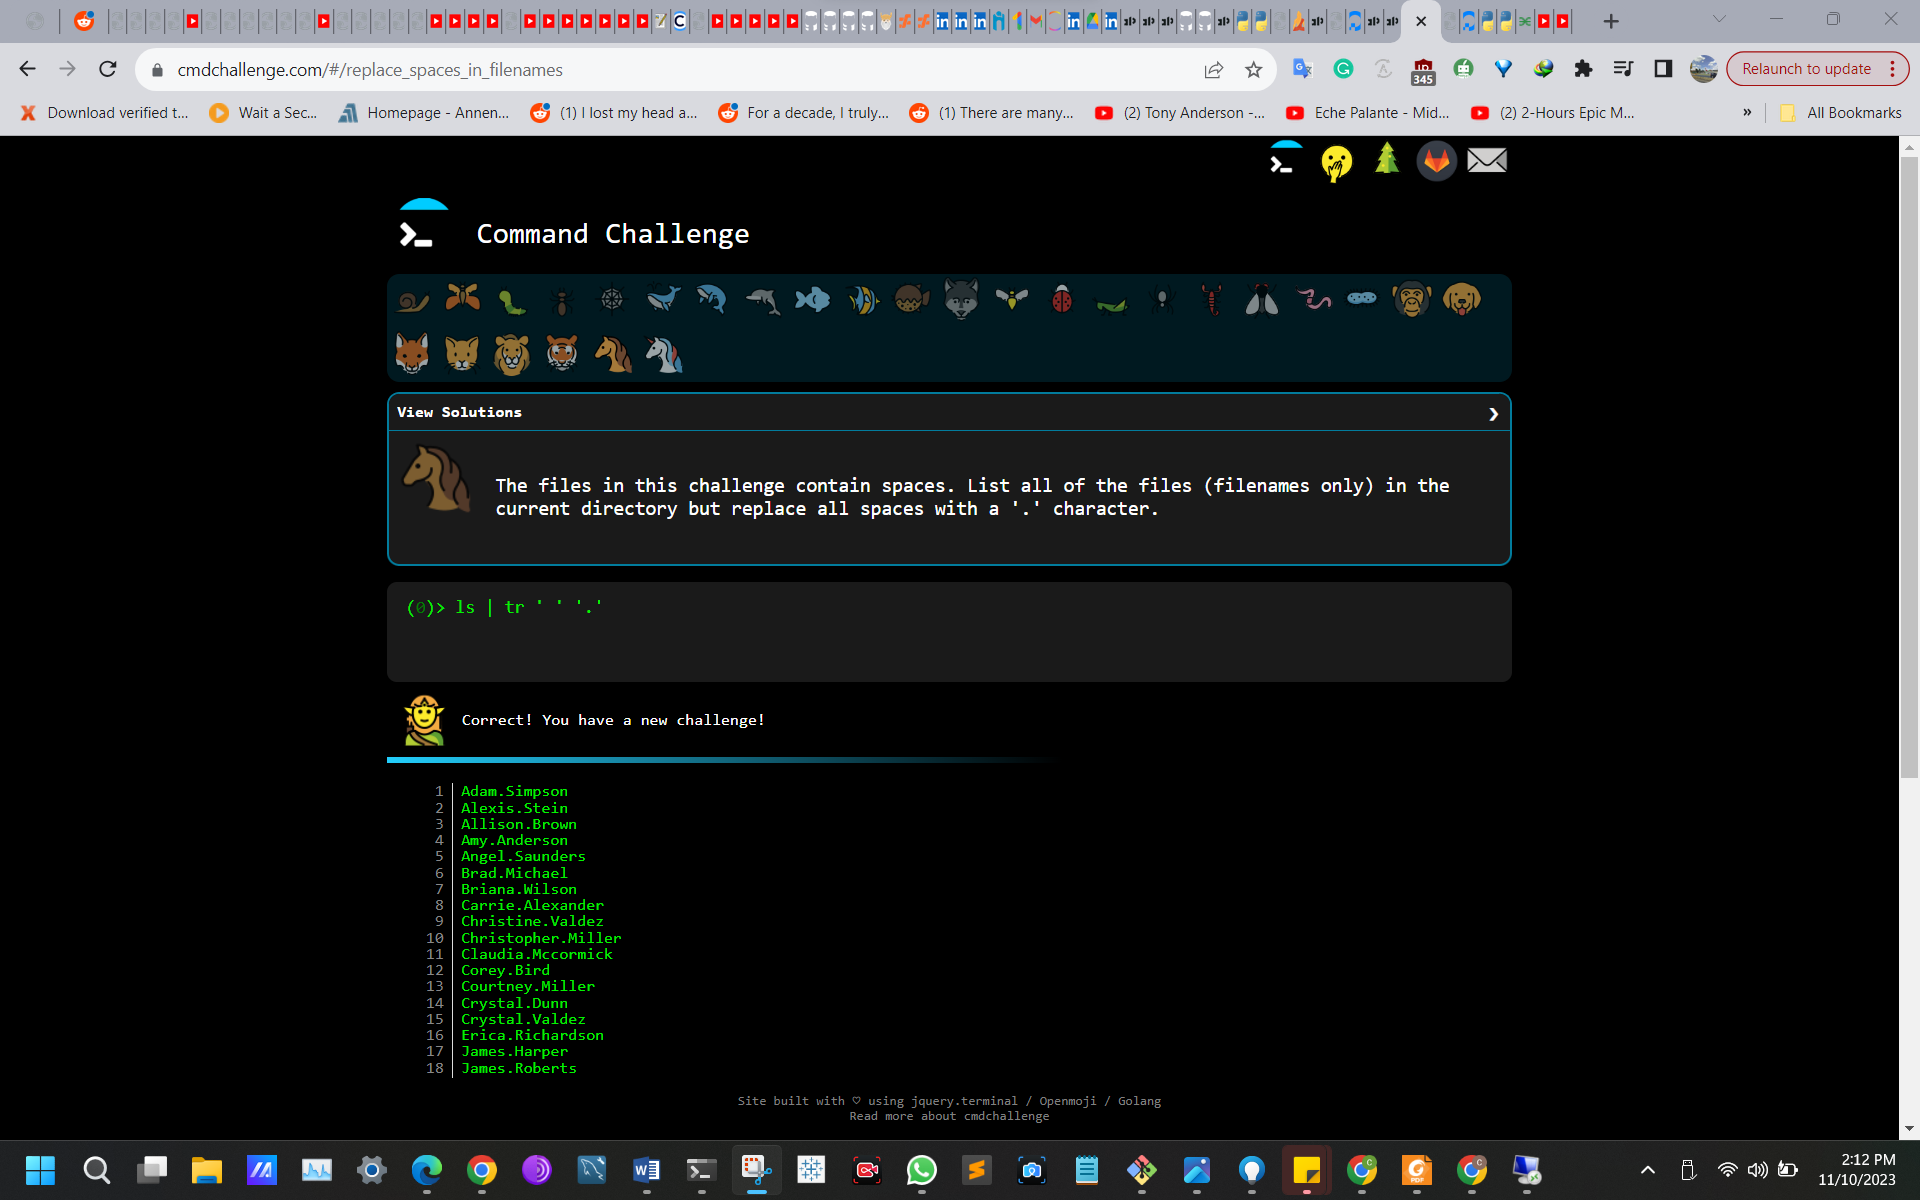 cmdchallenge.com/#/replace_spaces_in_filenames
345
Relaunch to update
Download verified t...
Wait a Sec...
Homepage - Annen...
(1) I lost my head a...
For a decade, I truly...
(1) There are many...
(2) Tony Anderson -...
Eche Palante - Mid...
(2) 2-Hours Epic M...
»
All Bookmarks
Command Challenge
View Solutions
The files in this challenge contain spaces. List all of the files (filenames only) in the
current directory but replace all spaces with a '.' character.
(0)> ls | tr ' ' '.'
Correct! You have a new challenge!
1 Adam.Simpson
2 Alexis.Stein
3 Allison.Brown
4 Amy.Anderson
5 Angel.Saunders
6 Brad.Michael
7 Briana.Wilson
8 Carrie.Alexander
9 Christine.Valdez
10 Christopher.Miller
11 Claudia.Mccormick
12 Corey.Bird
13 Courtney.Miller
14 Crystal.Dunn
15 Crystal.Valdez
16 Erica.Richardson
17 James.Harper
18 James.Roberts
Site built with ♡ using jquery.terminal / Openmoji / Golang
Read more about cmdchallenge
2:12 PM
11/10/2023